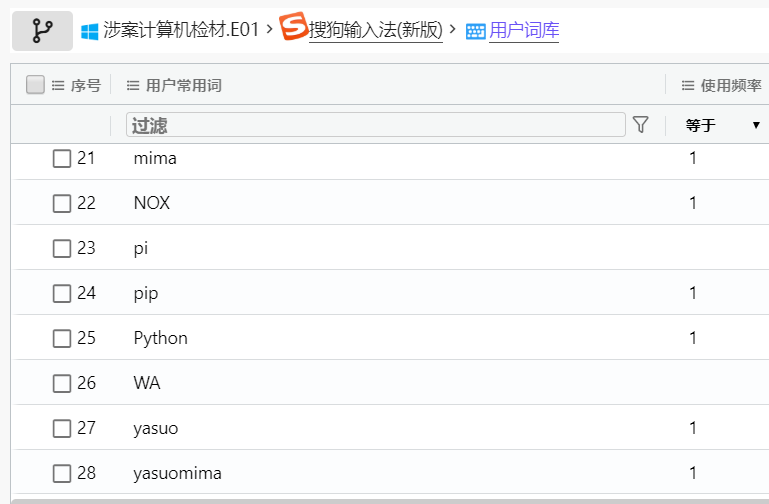 涉案计算机检材.E01 > 搜狗输入法(新版) > 用户词库
序号 用户常用词 使用频率
过滤 等于
21 mima 1
22 NOX 1
23 pi
24 pip 1
25 Python 1
26 WA
27 yasuo 1
28 yasuomima 1